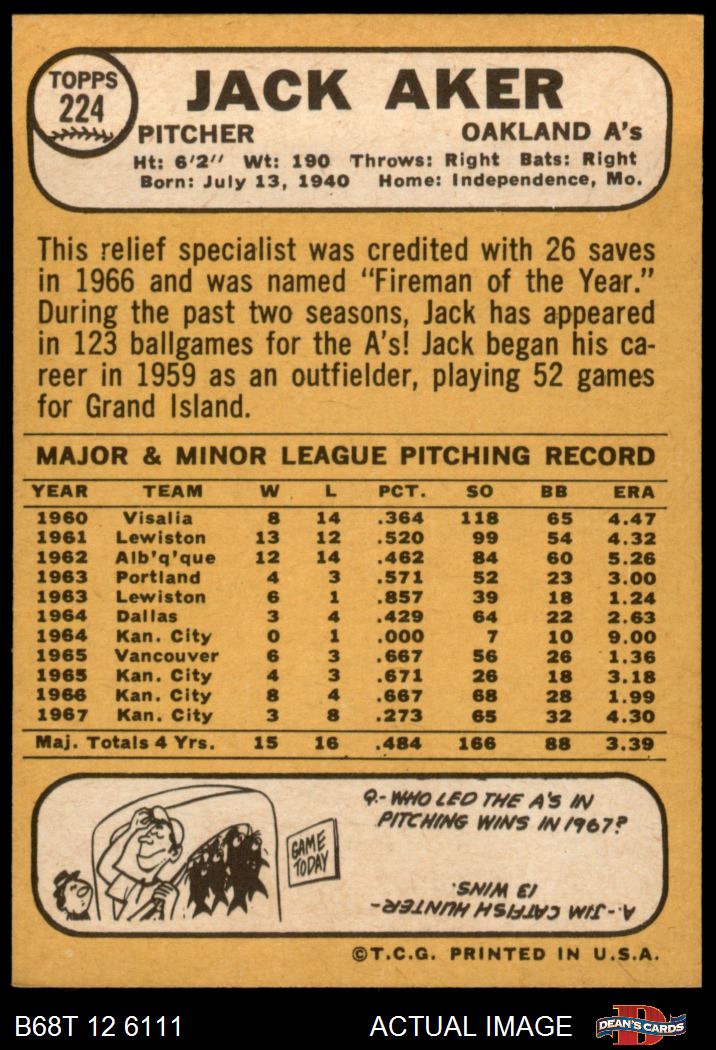 TOPPS
224
JACK AKER
PITCHER OAKLAND A's
Ht: 6'2" Wt: 190 Throws: Right Bats: Right
Born: July 13, 1940 Home: Independence, Mo.
This relief specialist was credited with 26 saves
in 1966 and was named "Fireman of the Year."
During the past two seasons, Jack has appeared
in 123 ballgames for the A's! Jack began his ca-
reer in 1959 as an outfielder, playing 52 games
for Grand Island.
MAJOR & MINOR LEAGUE PITCHING RECORD
YEAR TEAM W L PCT. SO BB ERA
1960 Visalia 8 14 .364 118 65 4.47
1961 Lewiston 13 12 .520 99 54 4.32
1962 Alb'q'que 12 14 .462 84 60 5.26
1963 Portland 4 3 .571 52 23 3.00
1963 Lewiston 6 1 .857 39 18 1.24
1964 Dallas 3 4 .429 64 22 2.63
1964 Kan. City 0 1 .000 7 10 9.00
1965 Vancouver 6 3 .667 56 26 1.36
1965 Kan. City 4 3 .671 26 18 3.18
1966 Kan. City 8 4 .667 68 28 1.99
1967 Kan. City 3 8 .273 65 32 4.30
Maj. Totals 4 Yrs. 15 16 .484 166 88 3.39
GAME
TODAY
Q.- WHO LED THE A'S IN
PITCHING WINS IN 1967?
A.- JIM CATFISH HUNTER-
13 WINS.
©T.C.G. PRINTED IN U.S.A.
B68T 12 6111 ACTUAL IMAGE
DEAN'S CARDS